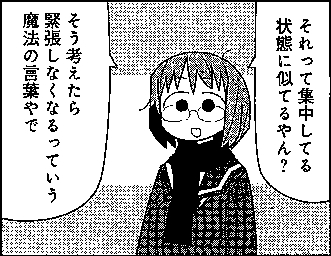 それって集中してる
状態に似てるやん?
そう考えたら
緊張しなくなるっていう
魔法の言葉やで